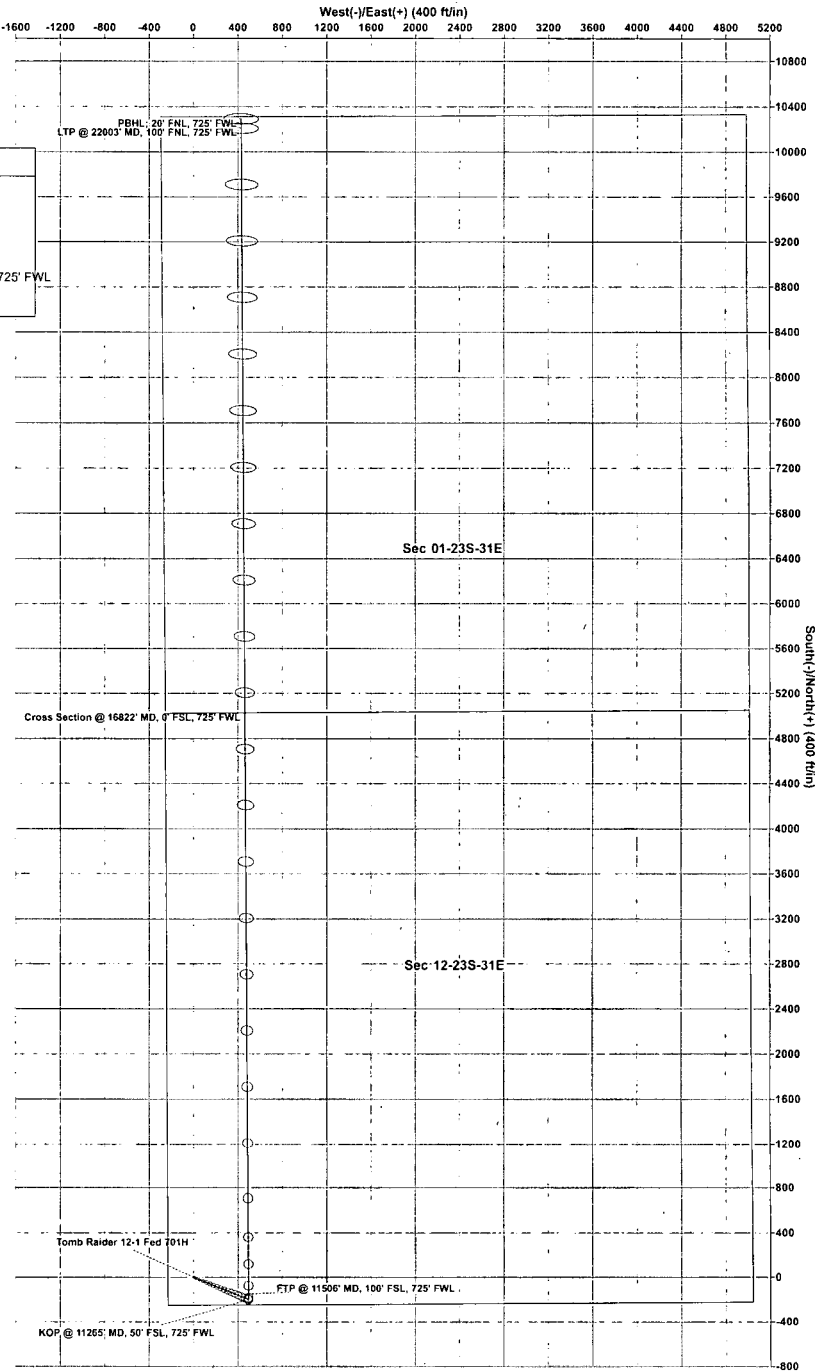 West(-)/East(+) (400 ft/in)
-1600 -1200 -800 -400 0 400 800 1200 1600 2000 2400 2800 3200 3600 4000 4400 4800 5200
10800
10400
PBHL; 20' FNL, 725' FWL
LTP @ 22003' MD, 100' FNL, 725' FWL
10000
9600
9200
725' FWL
8800
8400
8000
7600
7200
6800
Sec 01-23S-31E
6400
6000
5600
South(-)/North(+) (400 ft/in)
5200
Cross Section @ 16822' MD, 0' FSL, 725' FWL
4800
4400
4000
3600
3200
Sec 12-23S-31E
2800
2400
2000
1600
1200
800
400
Tomb Raider 12-1 Fed 701H
0
FTP @ 11506' MD, 100' FSL, 725' FWL
-400
KOP @ 11265' MD, 50' FSL, 725' FWL
-800